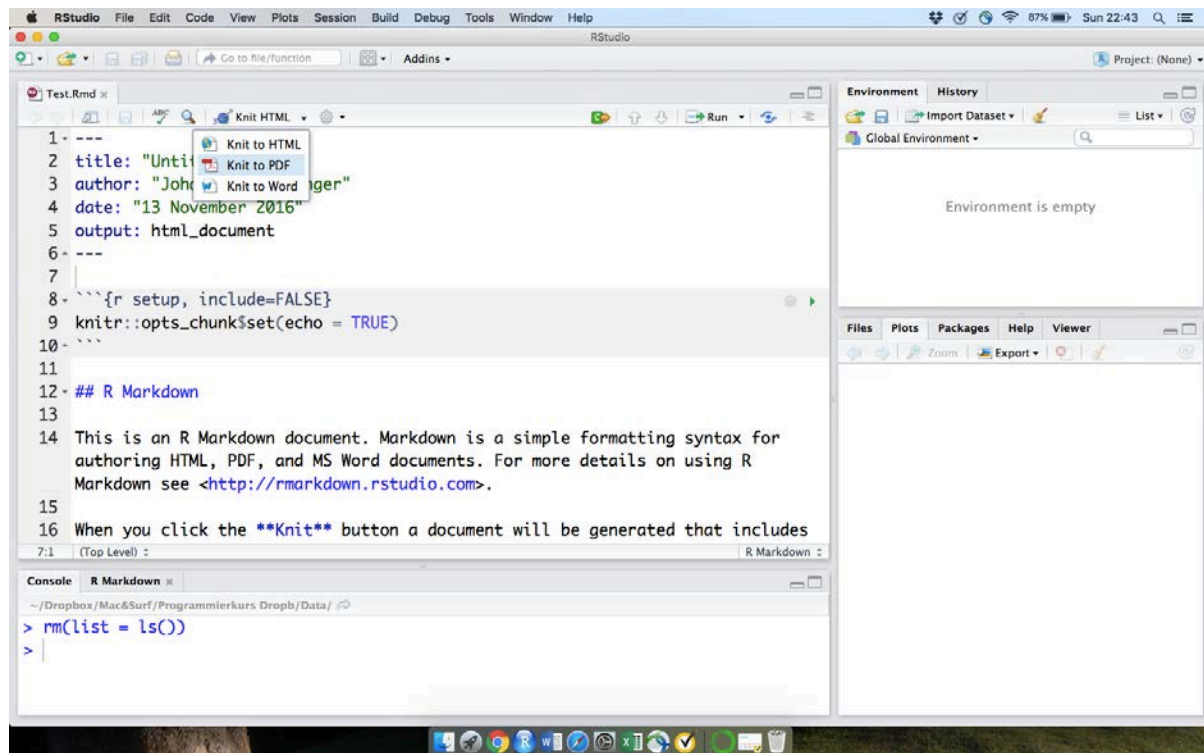 RStudio File Edit Code View Plots Session Build Debug Tools Window Help 87% Sun 22:43
RStudio
Go to file/function Addins Project: (None)
Test.Rmd
ABC Knit HTML Run
Knit to HTML
Knit to PDF
Knit to Word
1 ---
2 title: "Unti
3 author: "Joh nger"
4 date: "13 November 2016"
5 output: html_document
6 ---
7
8 ```{r setup, include=FALSE}
9 knitr::opts_chunk$set(echo = TRUE)
10 ```
11
12 ## R Markdown
13
14 This is an R Markdown document. Markdown is a simple formatting syntax for
authoring HTML, PDF, and MS Word documents. For more details on using R
Markdown see <http://rmarkdown.rstudio.com>.
15
16 When you click the **Knit** button a document will be generated that includes
7:1 (Top Level) R Markdown
Console R Markdown
~/Dropbox/Mac&Surf/Programmierkurs Dropb/Data/
> rm(list = ls())
>
Environment History
Import Dataset List
Global Environment
Environment is empty
Files Plots Packages Help Viewer
Zoom Export